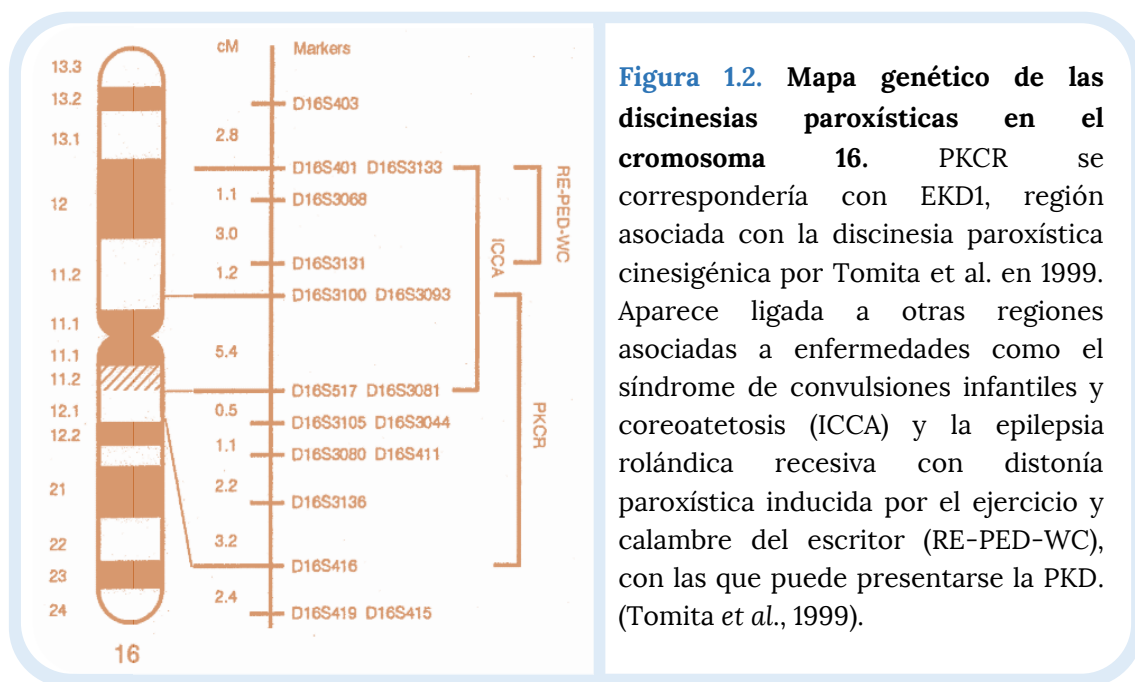 cM Markers
13.3
13.2
D16S403
13.1
2.8
D16S401 D16S3133
12
1.1
D16S3068
3.0
D16S3131
11.2
1.2
D16S3100 D16S3093
11.1
11.1
5.4
11.2
D16S517 D16S3081
12.1
0.5
D16S3105 D16S3044
12.2
1.1
D16S3080 D16S411
21
2.2
D16S3136
22
3.2
D16S416
23
2.4
24
D16S419 D16S415
16
RE-PED-WC
ICCA
PKCR
Figura 1.2. Mapa genético de las
discinesias paroxísticas en el
cromosoma 16. PKCR se
correspondería con EKD1, región
asociada con la discinesia paroxística
cinesigénica por Tomita et al. en 1999.
Aparece ligada a otras regiones
asociadas a enfermedades como el
síndrome de convulsiones infantiles y
coreoatetosis (ICCA) y la epilepsia
rolándica recesiva con distonía
paroxística inducida por el ejercicio y
calambre del escritor (RE-PED-WC),
con las que puede presentarse la PKD.
(Tomita et al., 1999).